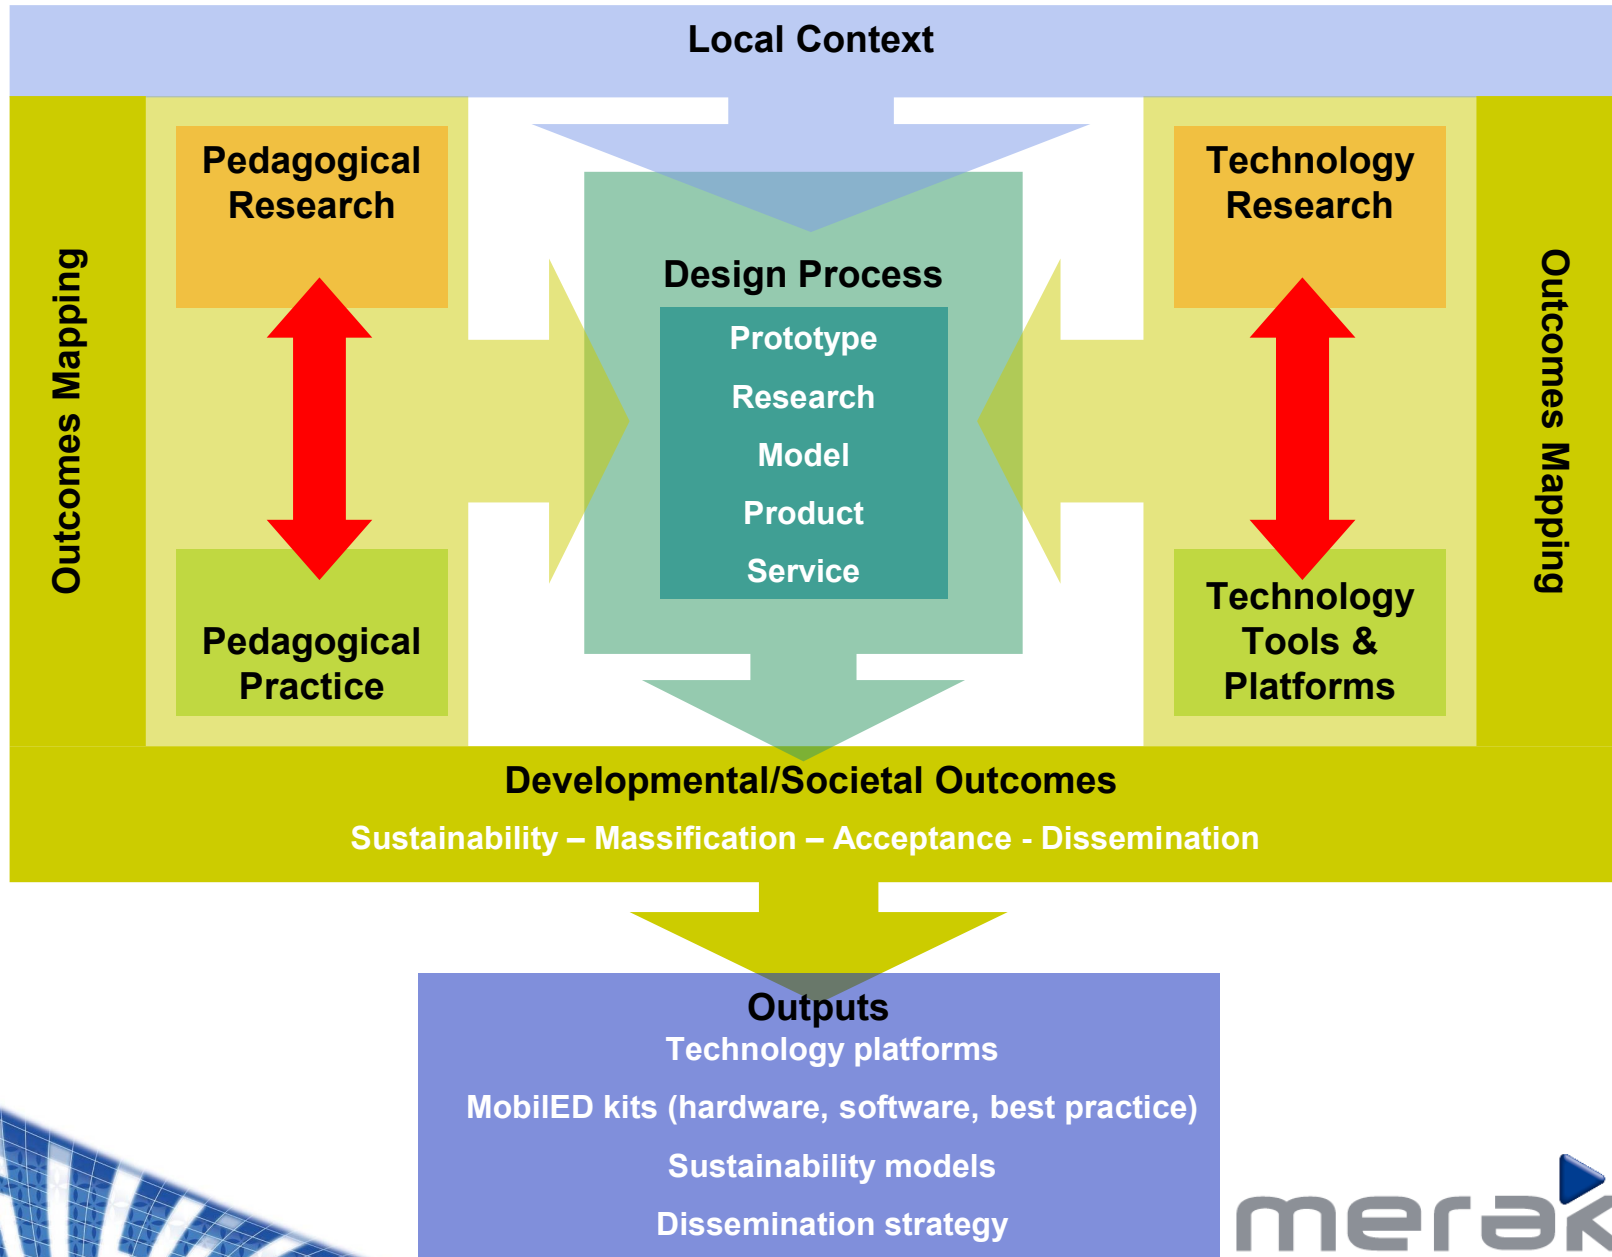 Local Context
Outcomes Mapping
Pedagogical
Research
Pedagogical
Practice
Design Process
Prototype
Research
Model
Product
Service
Technology
Research
Technology
Tools &
Platforms
Outcomes Mapping
Developmental/Societal Outcomes
Sustainability – Massification – Acceptance - Dissemination
Outputs
Technology platforms
MobilED kits (hardware, software, best practice)
Sustainability models
Dissemination strategy
merak